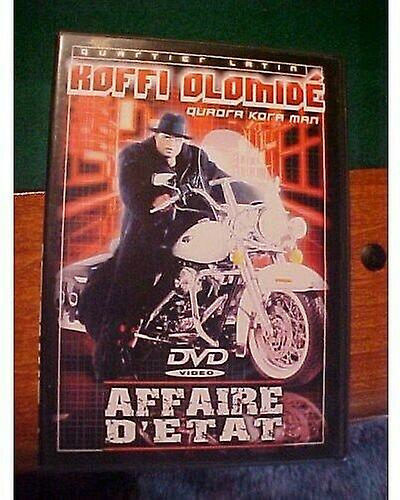 QUARTIER LATIN
KOFFI OLOMIDÉ
QUADRA KORA MAN
DVD
VIDEO
AFFAIRE
D'ETAT